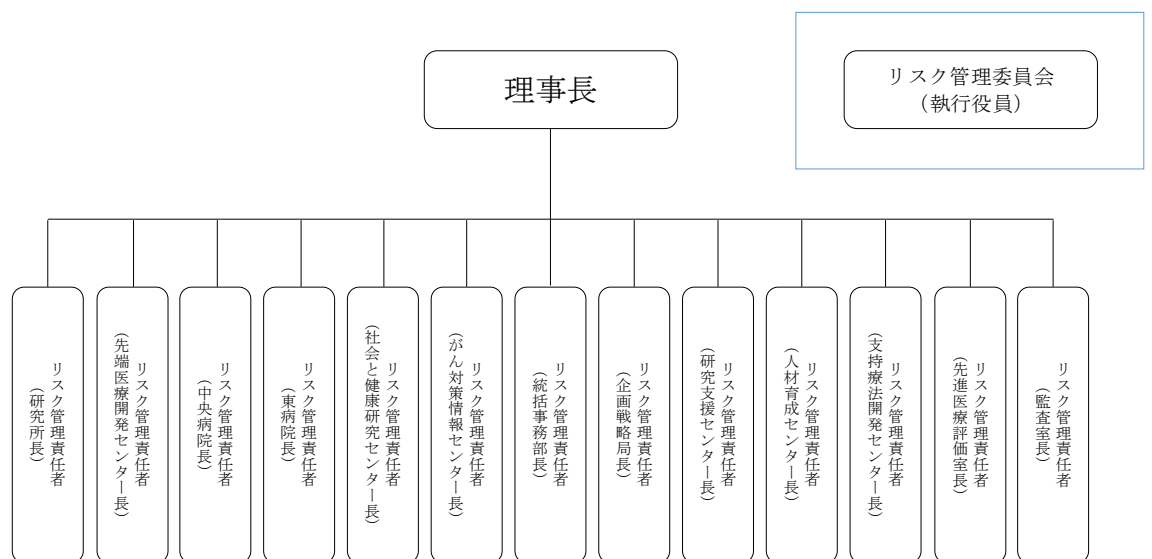 理事長
リスク管理委員会
（執行役員）
リスク管理責任者
（研究所長）
リスク管理責任者
（先端医療開発センター長）
リスク管理責任者
（中央病院長）
リスク管理責任者
（東病院長）
リスク管理責任者
（社会と健康研究センター長）
リスク管理責任者
（がん対策情報センター長）
リスク管理責任者
（統括事務部長）
リスク管理責任者
（企画戦略局長）
リスク管理責任者
（研究支援センター長）
リスク管理責任者
（人材育成センター長）
リスク管理責任者
（支持療法開発センター長）
リスク管理責任者
（先進医療評価室長）
リスク管理責任者
（監査室長）